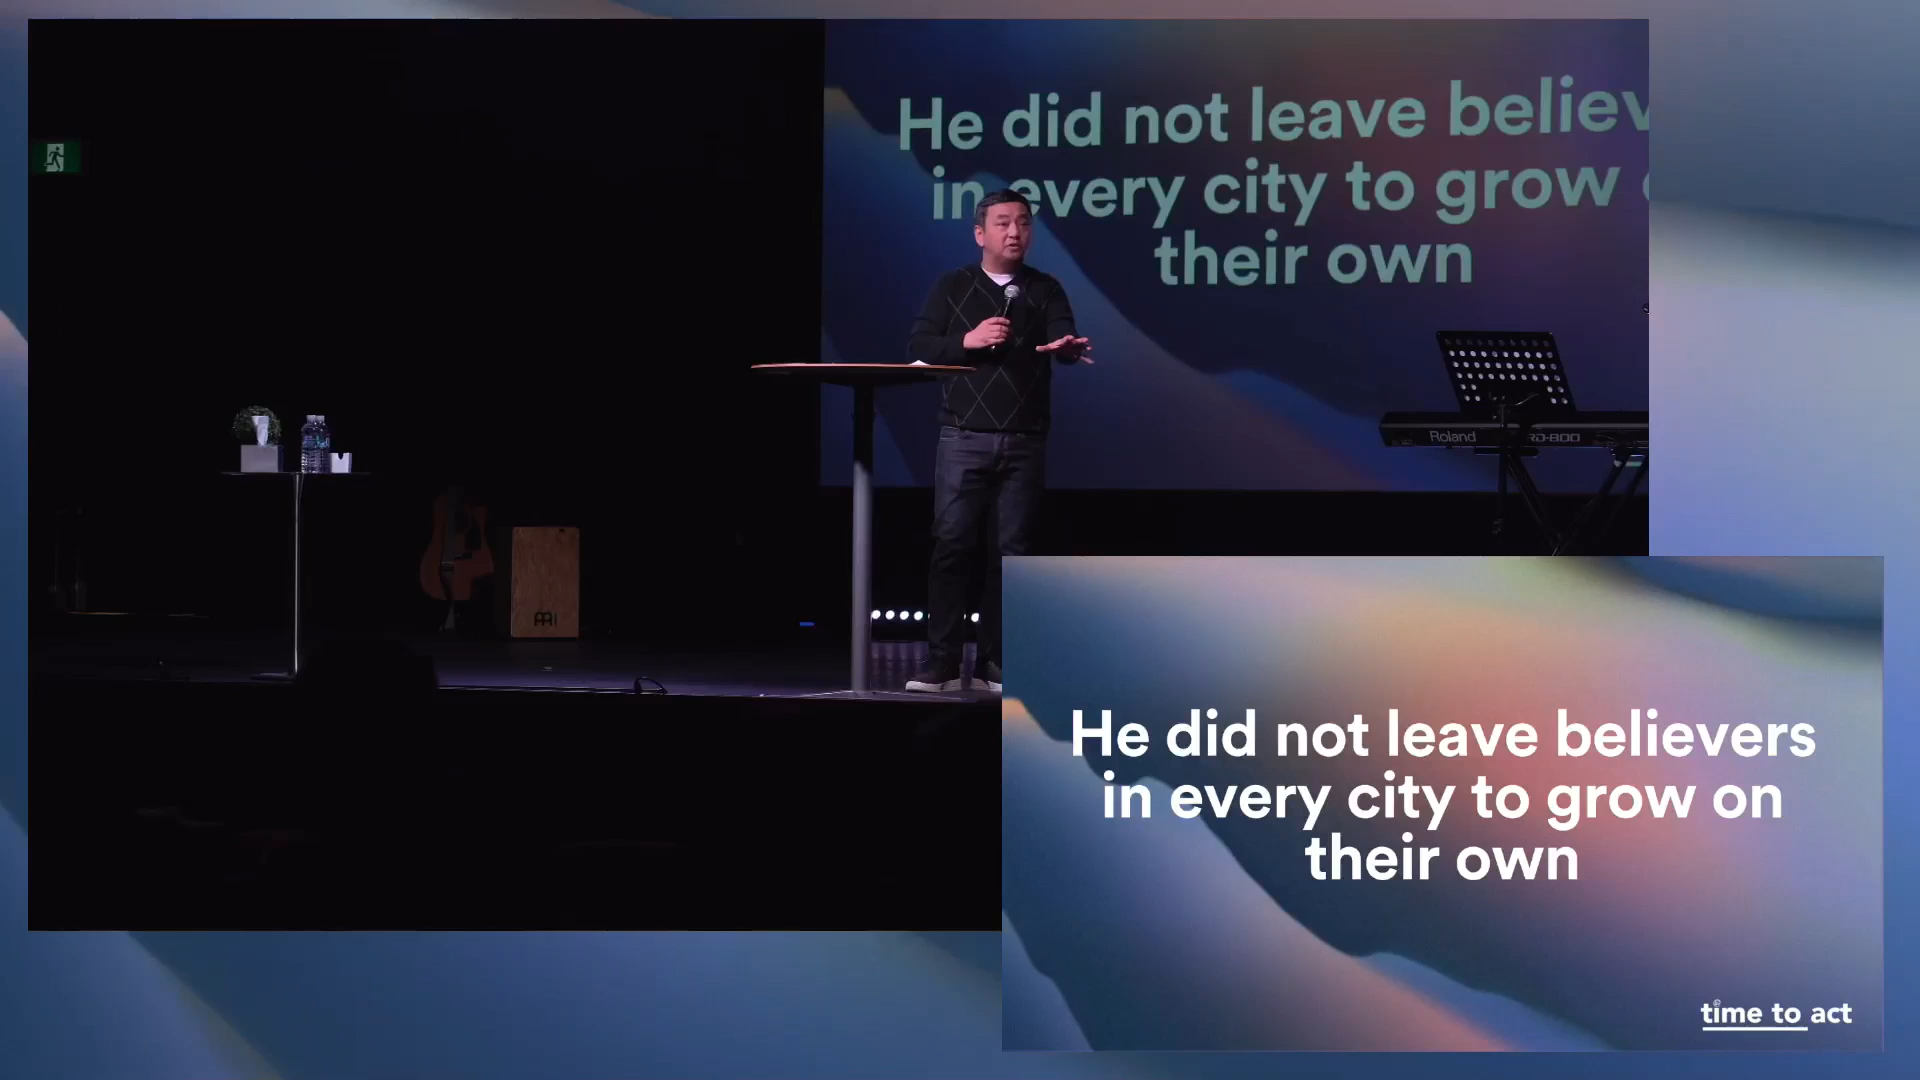 He did not leave believ
in every city to grow
their own
Roland
RD-800
He did not leave believers
in every city to grow on
their own
time to act